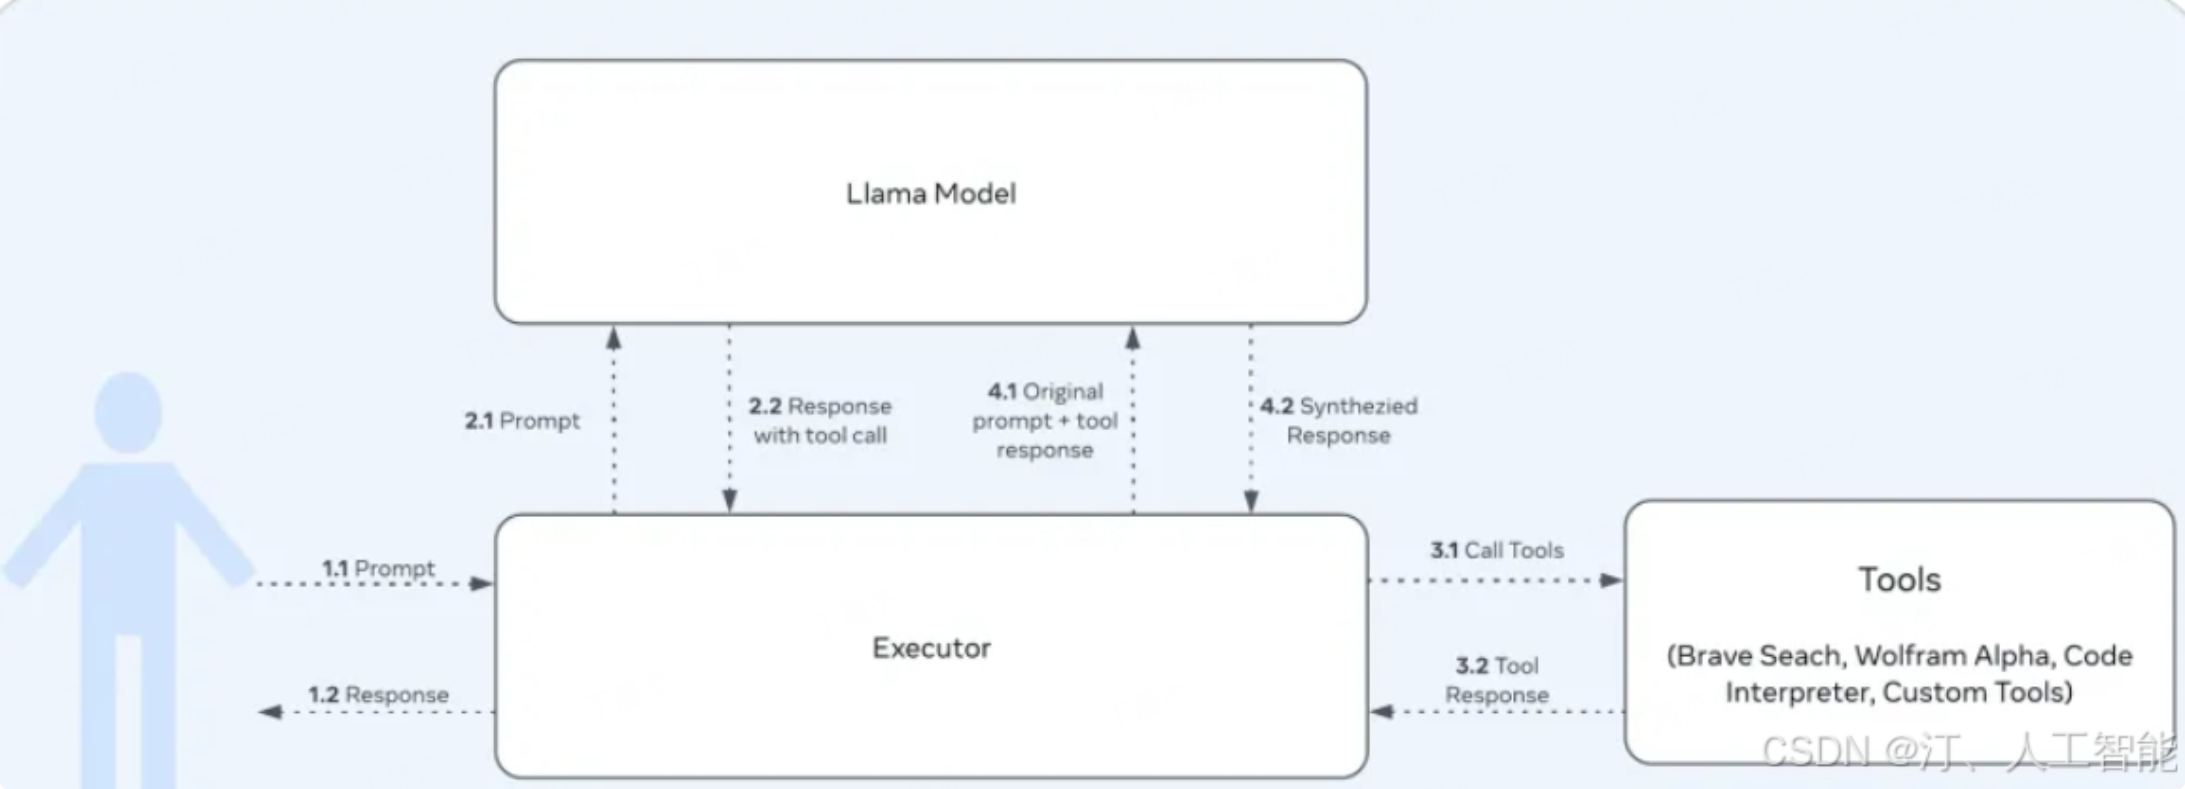 Llama Model
2.1 Prompt
2.2 Response
with tool call
4.1 Original
prompt + tool
response
4.2 Synthezied
Response
1.1 Prompt
1.2 Response
Executor
3.1 Call Tools
3.2 Tool
Response
Tools
(Brave Seach, Wolfram Alpha, Code
Interpreter, Custom Tools)
CSDN @汀、人工智能